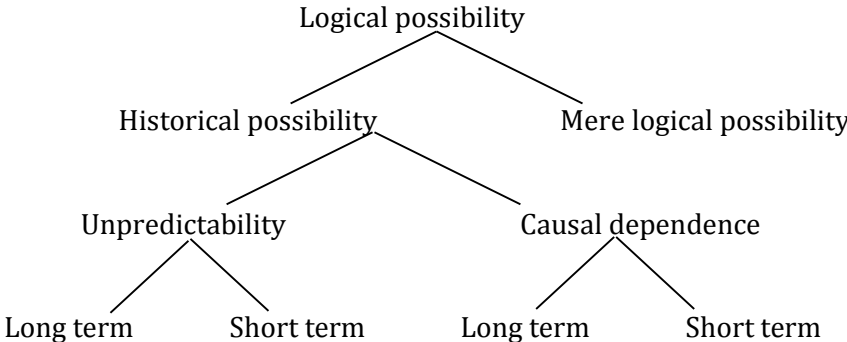 Logical possibility
Historical possibility Mere logical possibility
Unpredictability Causal dependence
Long term Short term Long term Short term